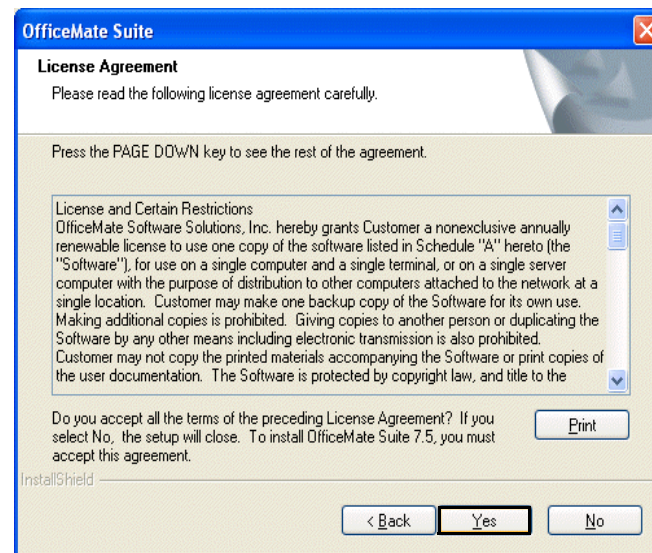 OfficeMate Suite
License Agreement
Please read the following license agreement carefully.
Press the PAGE DOWN key to see the rest of the agreement.
License and Certain Restrictions
OfficeMate Software Solutions, Inc. hereby grants Customer a nonexclusive annually
renewable license to use one copy of the software listed in Schedule "A" hereto (the
"Software"), for use on a single computer and a single terminal, or on a single server
computer with the purpose of distribution to other computers attached to the network at a
single location.  Customer may make one backup copy of the Software for its own use.
Making additional copies is prohibited.  Giving copies to another person or duplicating the
Software by any other means including electronic transmission is also prohibited.
Customer may not copy the printed materials accompanying the Software or print copies of
the user documentation.  The Software is protected by copyright law, and title to the
Do you accept all the terms of the preceding License Agreement?  If you
select No,  the setup will close.  To install OfficeMate Suite 7.5, you must
accept this agreement.
Print
InstallShield
< Back Yes No